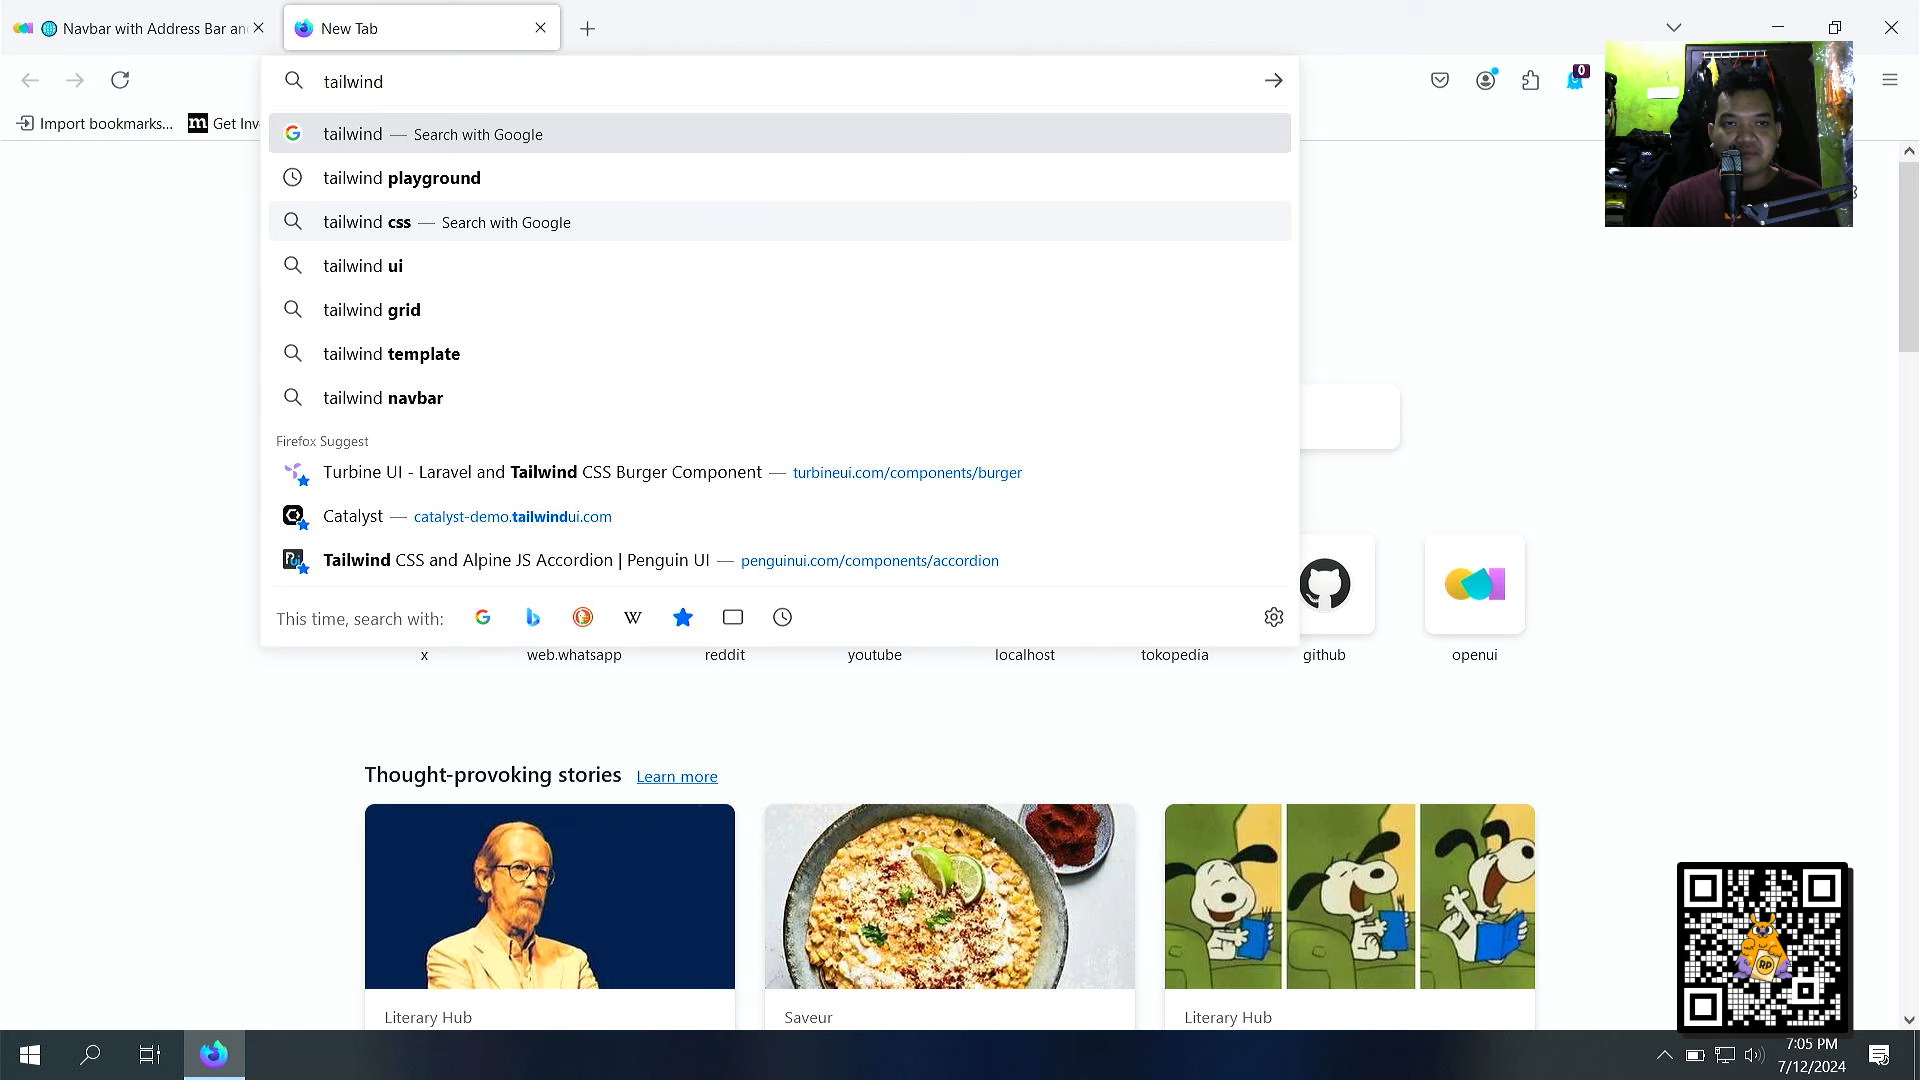 Navbar with Address Bar an
New Tab
tailwind
0
Import bookmarks...
m Get Inv
tailwind — Search with Google
tailwind playground
tailwind css — Search with Google
tailwind ui
tailwind grid
tailwind template
tailwind navbar
Firefox Suggest
Turbine UI - Laravel and Tailwind CSS Burger Component — turbineui.com/components/burger
Catalyst — catalyst-demo.tailwindui.com
Tailwind CSS and Alpine JS Accordion | Penguin UI — penguinui.com/components/accordion
This time, search with:
W
x
web.whatsapp
reddit
youtube
localhost
tokopedia
github
openui
Thought-provoking stories
Learn more
RP
Literary Hub
Saveur
Literary Hub
7:05 PM
7/12/2024